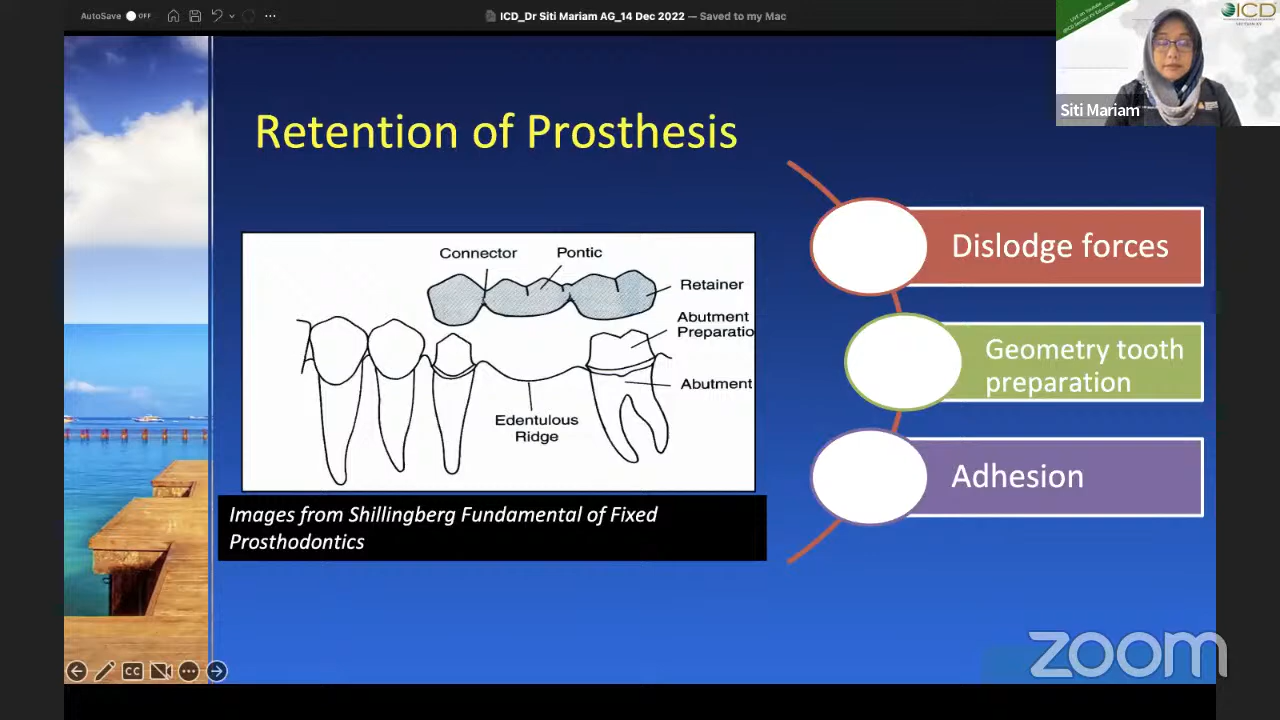 AutoSave OFF
ICD_Dr Siti Mariam AG_14 Dec 2022 — Saved to my Mac
ICD
Siti Mariam
Retention of Prosthesis
Connector
Pontic
Retainer
Abutment
Preparatio
Abutment
Edentulous
Ridge
Images from Shillingberg Fundamental of Fixed
Prosthodontics
Dislodge forces
Geometry tooth
preparation
Adhesion
CC
zoom